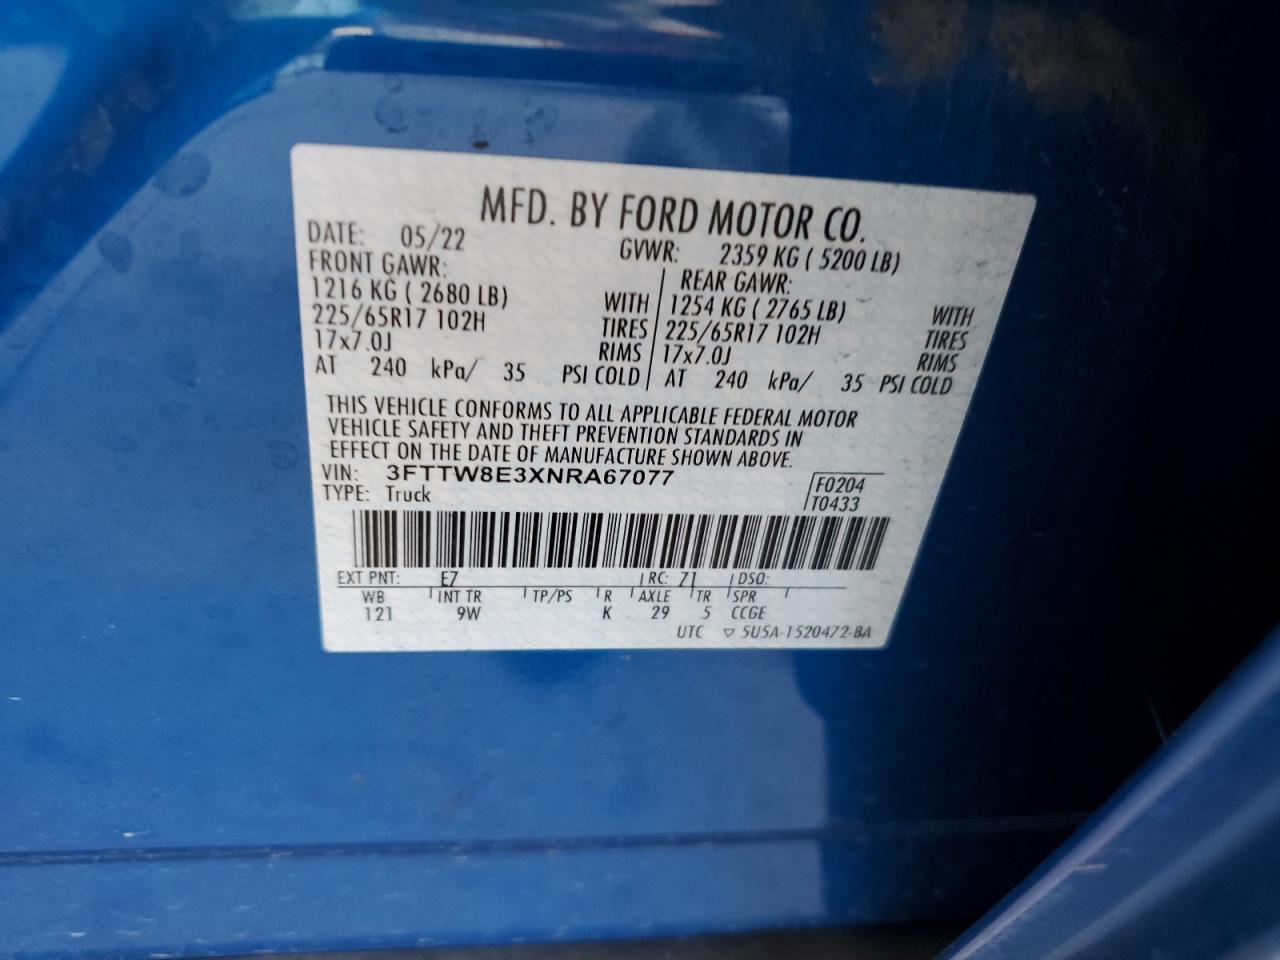 MFD. BY FORD MOTOR CO.
DATE: 05/22 GVWR: 2359 KG ( 5200 LB)
FRONT GAWR: REAR GAWR:
1216 KG ( 2680 LB) WITH 1254 KG ( 2765 LB) WITH
225/65R17 102H TIRES 225/65R17 102H TIRES
17x7.0J RIMS 17x7.0J RIMS
AT 240 kPa/ 35 PSI COLD AT 240 kPa/ 35 PSI COLD
THIS VEHICLE CONFORMS TO ALL APPLICABLE FEDERAL MOTOR
VEHICLE SAFETY AND THEFT PREVENTION STANDARDS IN
EFFECT ON THE DATE OF MANUFACTURE SHOWN ABOVE.
VIN: 3FTTW8E3XNRA67077
TYPE: Truck
F0204
T0433
EXT PNT: E7 RC: 71 DSO:
WB INT TR TP/PS R AXLE TR SPR
121 9W K 29 5 CCGE
UTC ▽ 5U5A-1520472-BA